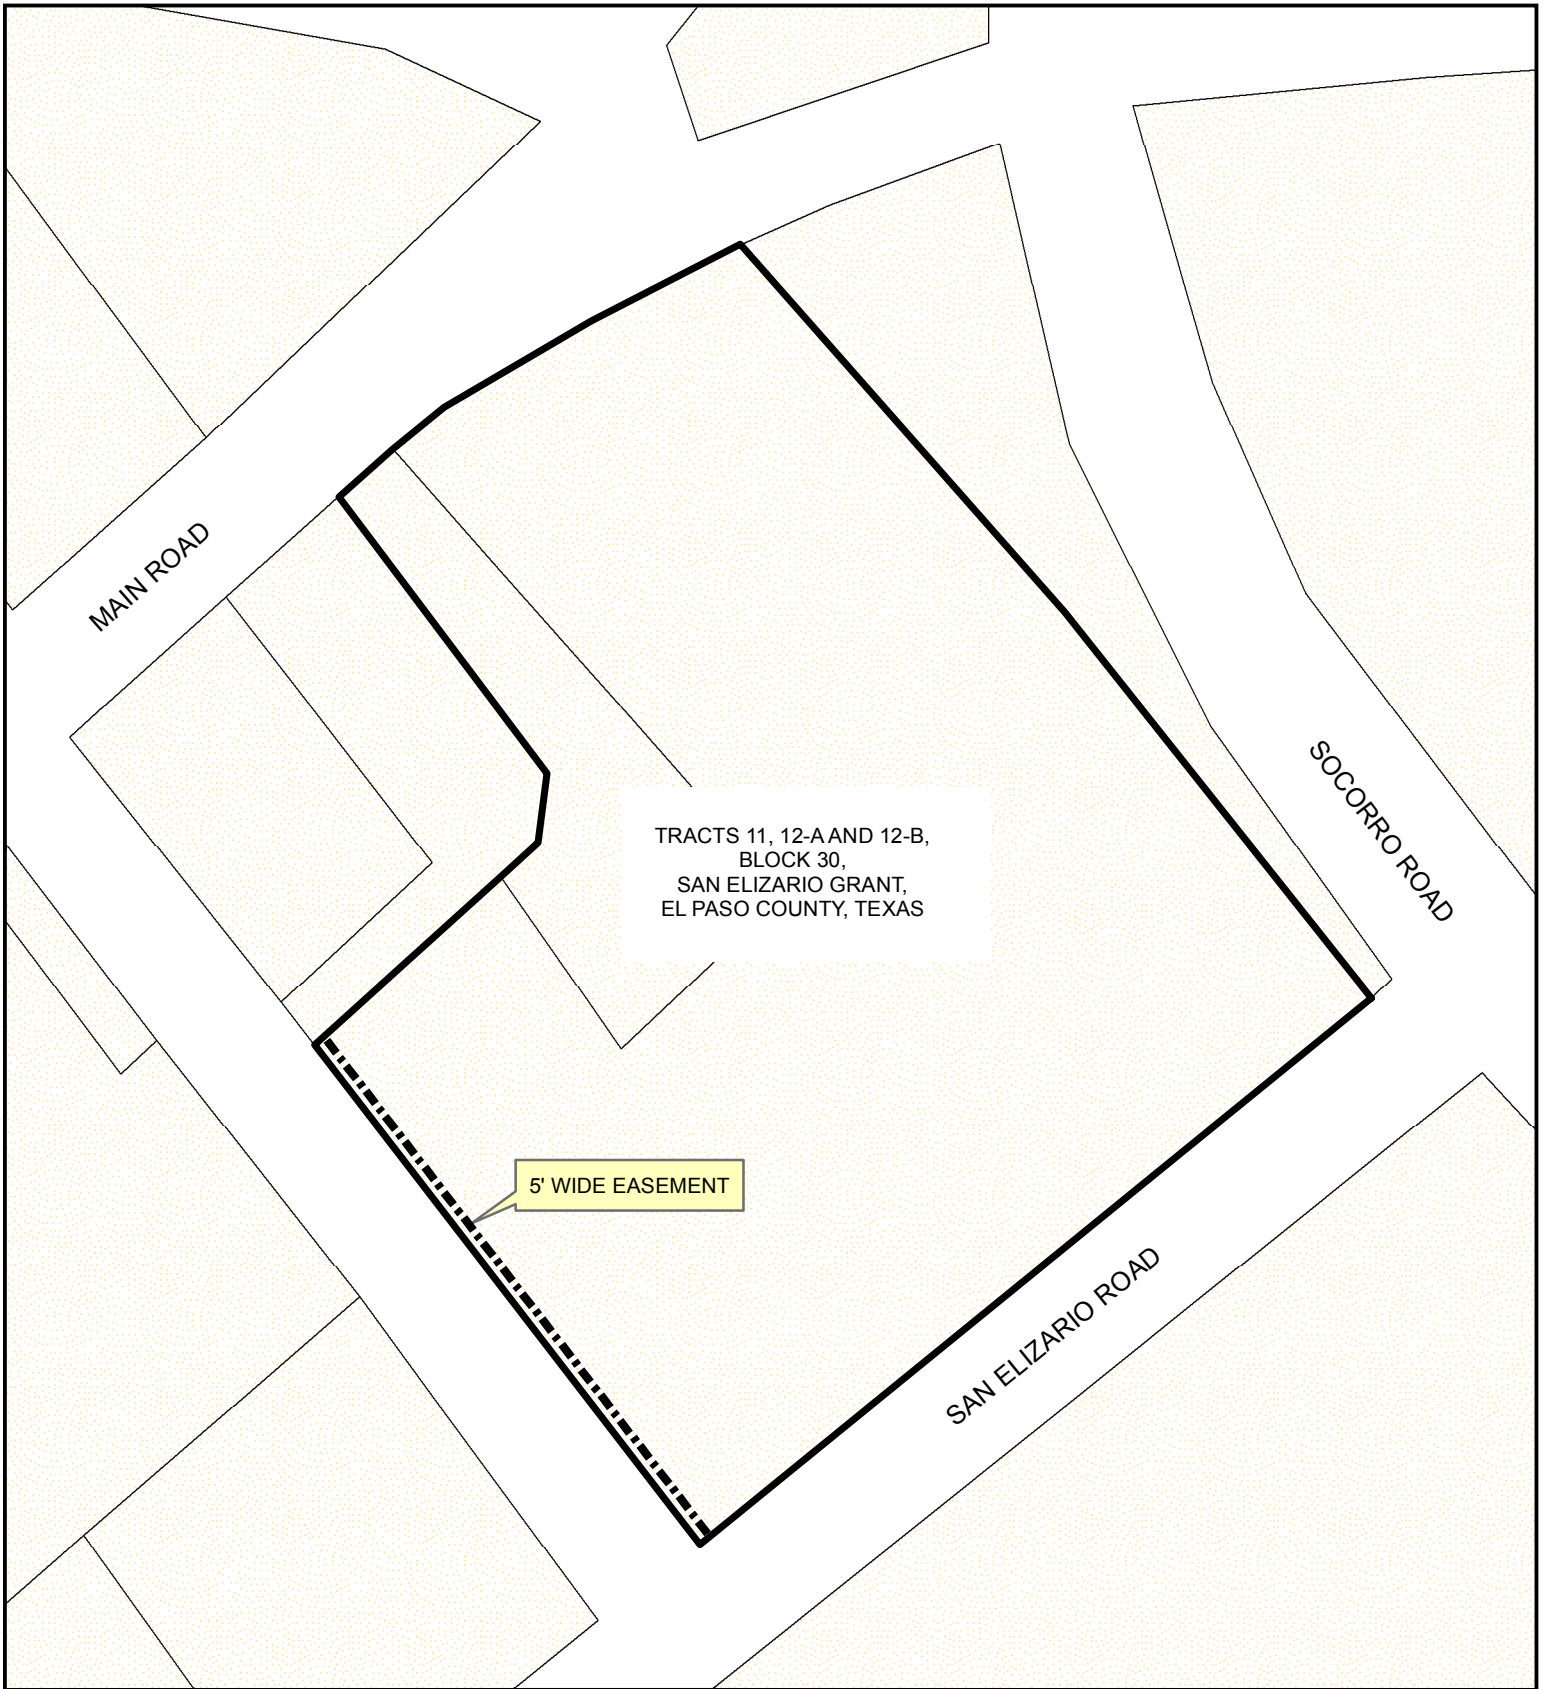 MAIN ROAD
SOCORRO ROAD
TRACTS 11, 12-A AND 12-B,
BLOCK 30,
SAN ELIZARIO GRANT,
EL PASO COUNTY, TEXAS
5' WIDE EASEMENT
SAN ELIZARIO ROAD